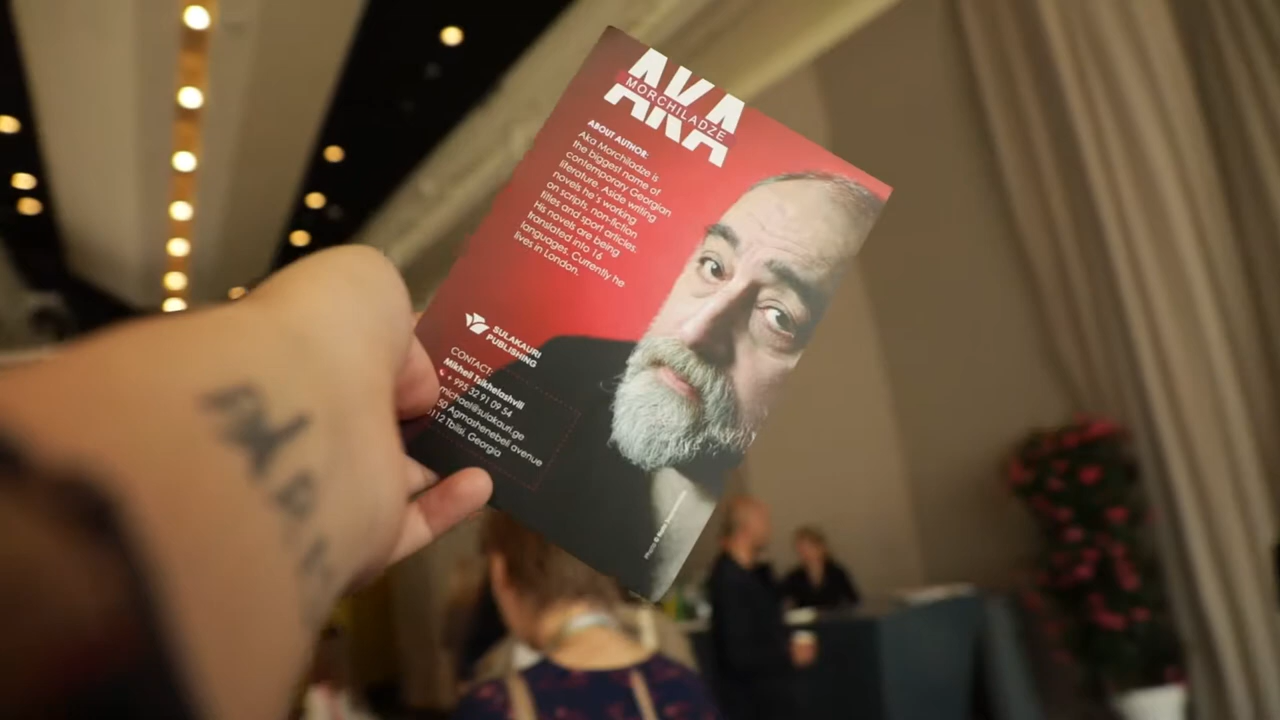 AKA
MORCHILADZE
ABOUT AUTHOR:
Aka Morchiladze is
the biggest name of
contemporary Georgian
literature. Aside writing
novels he's working
on scripts, non-fiction
titles and sport articles.
His novels are being
translated into 16
languages. Currently he
lives in London.
SULAKAURI
PUBLISHING
CONTACT:
Mikheil Tsikhelashvili
+ 995 32 91 09 54
michael@sulakauri.ge
50 Agmashenebeli avenue
112 Tbilisi, Georgia